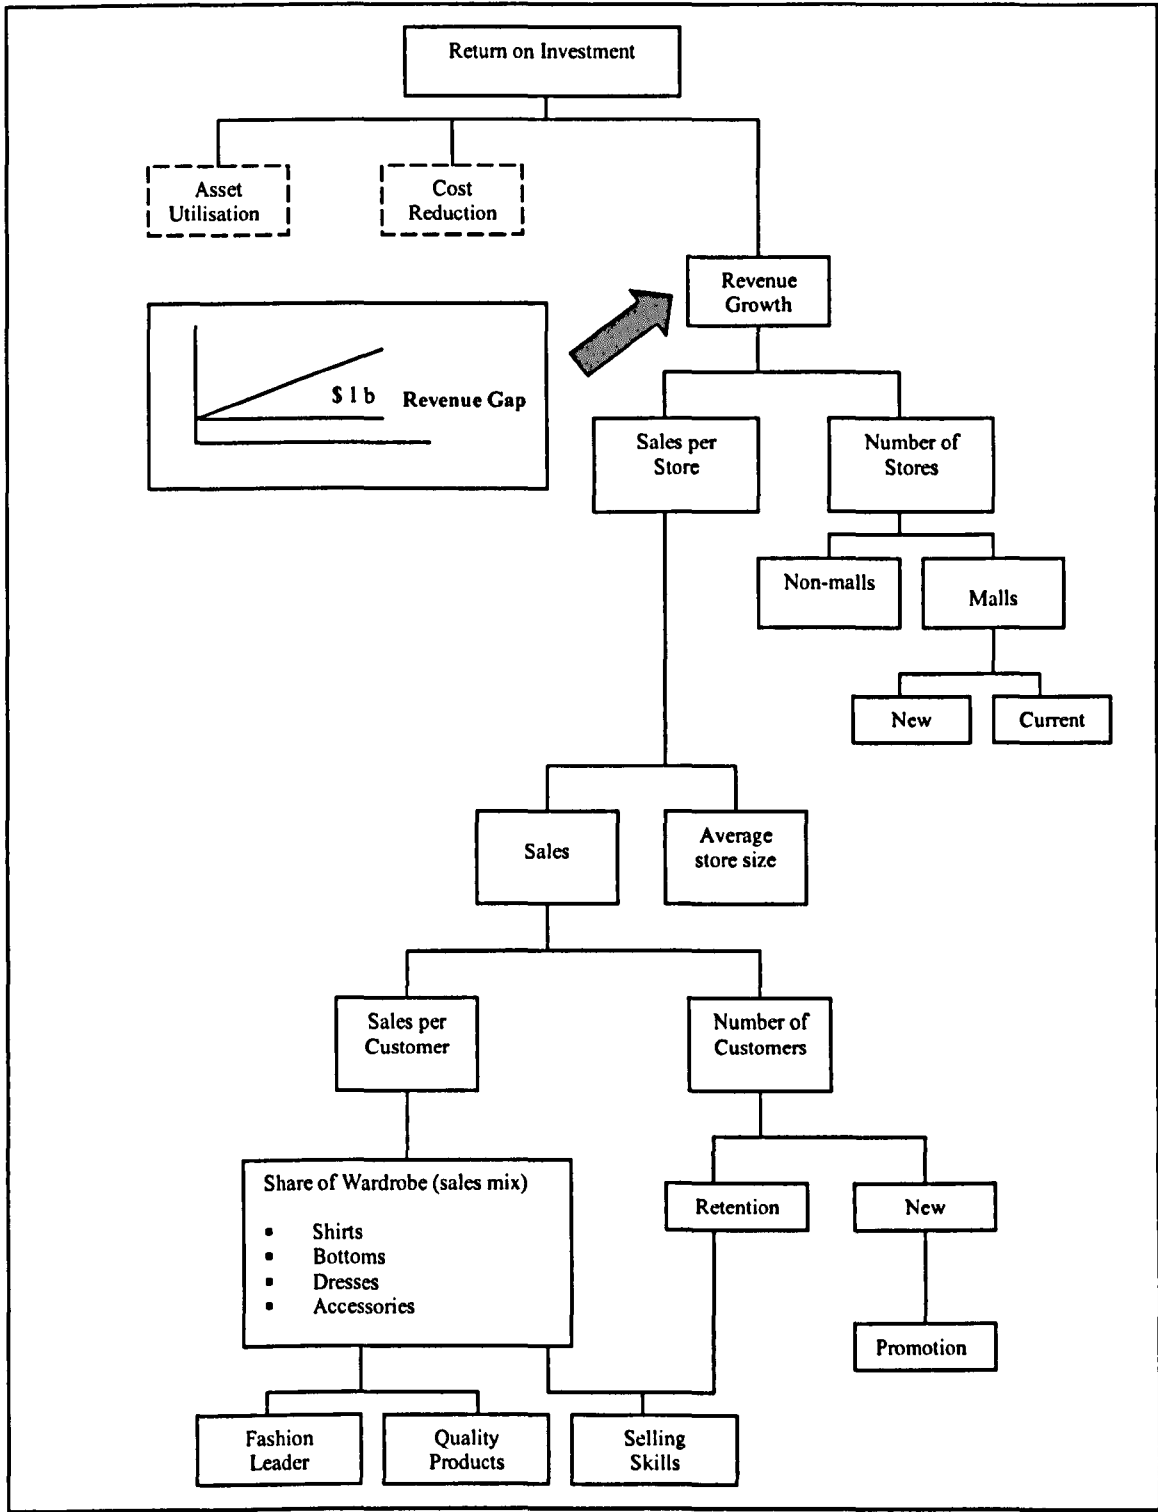 Return on Investment
Asset
Utilisation
Cost
Reduction
Revenue
Growth
$ 1 b
Revenue Gap
Sales per
Store
Number of
Stores
Non-malls
Malls
New
Current
Sales
Average
store size
Sales per
Customer
Number of
Customers
Share of Wardrobe (sales mix)
▪ Shirts
▪ Bottoms
▪ Dresses
▪ Accessories
Retention
New
Promotion
Fashion
Leader
Quality
Products
Selling
Skills